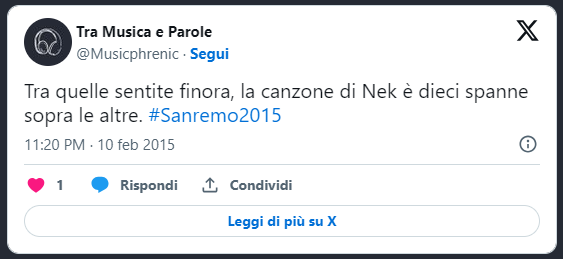 Tra Musica e Parole
@Musicphrenic · Segui
Tra quelle sentite finora, la canzone di Nek è dieci spanne
sopra le altre. #Sanremo2015
11:20 PM · 10 feb 2015
1 Rispondi Condividi
Leggi di più su X